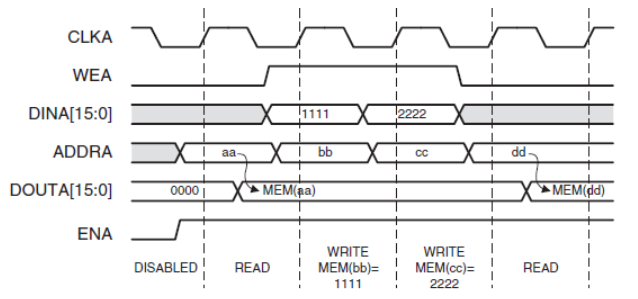 CLKA
WEA
DINA[15:0] 1111 2222
ADDRA aa bb cc dd
DOUTA[15:0] 0000 MEM(aa) MEM(dd)
ENA
DISABLED READ WRITE MEM(bb)= 1111 WRITE MEM(cc)= 2222 READ